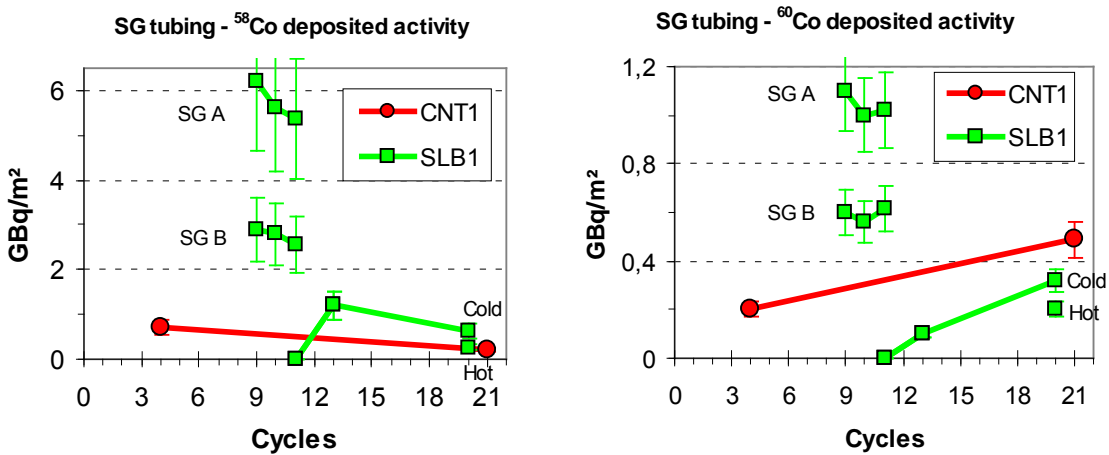 SG tubing - ⁵⁸Co deposited activity
GBq/m²
6
4
2
0
SG A
SG B
CNT1
SLB1
Cold
Hot
0 3 6 9 12 15 18 21
Cycles
SG tubing - ⁶⁰Co deposited activity
GBq/m²
1,2
0,8
0,4
0
SG A
SG B
CNT1
SLB1
Cold
Hot
0 3 6 9 12 15 18 21
Cycles